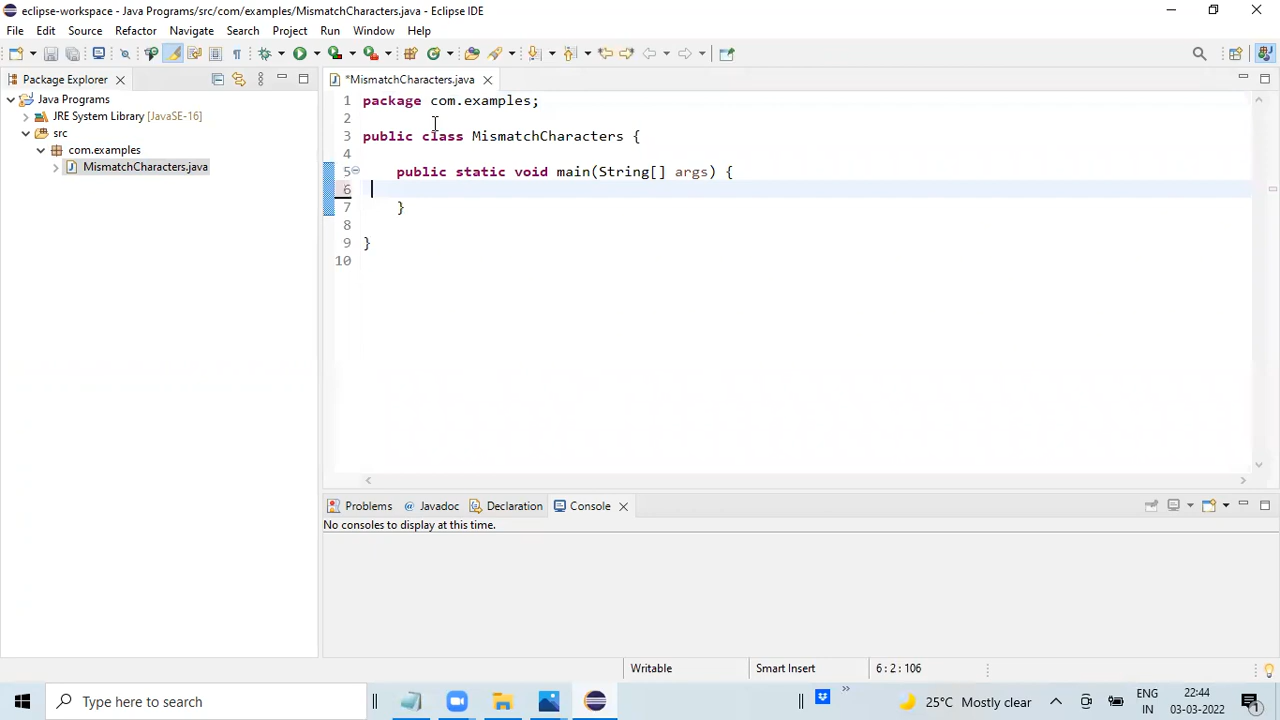 eclipse-workspace - Java Programs/src/com/examples/MismatchCharacters.java - Eclipse IDE
File Edit Source Refactor Navigate Search Project Run Window Help
Package Explorer
*MismatchCharacters.java
Java Programs
JRE System Library [JavaSE-16]
src
com.examples
MismatchCharacters.java
1 package com.examples;
2
3 public class MismatchCharacters {
4
5 public static void main(String[] args) {
6
7 }
8
9 }
10
Problems @ Javadoc Declaration Console
No consoles to display at this time.
Writable Smart Insert 6 : 2 : 106
Type here to search
25°C Mostly clear
ENG
IN
22:44
03-03-2022
1